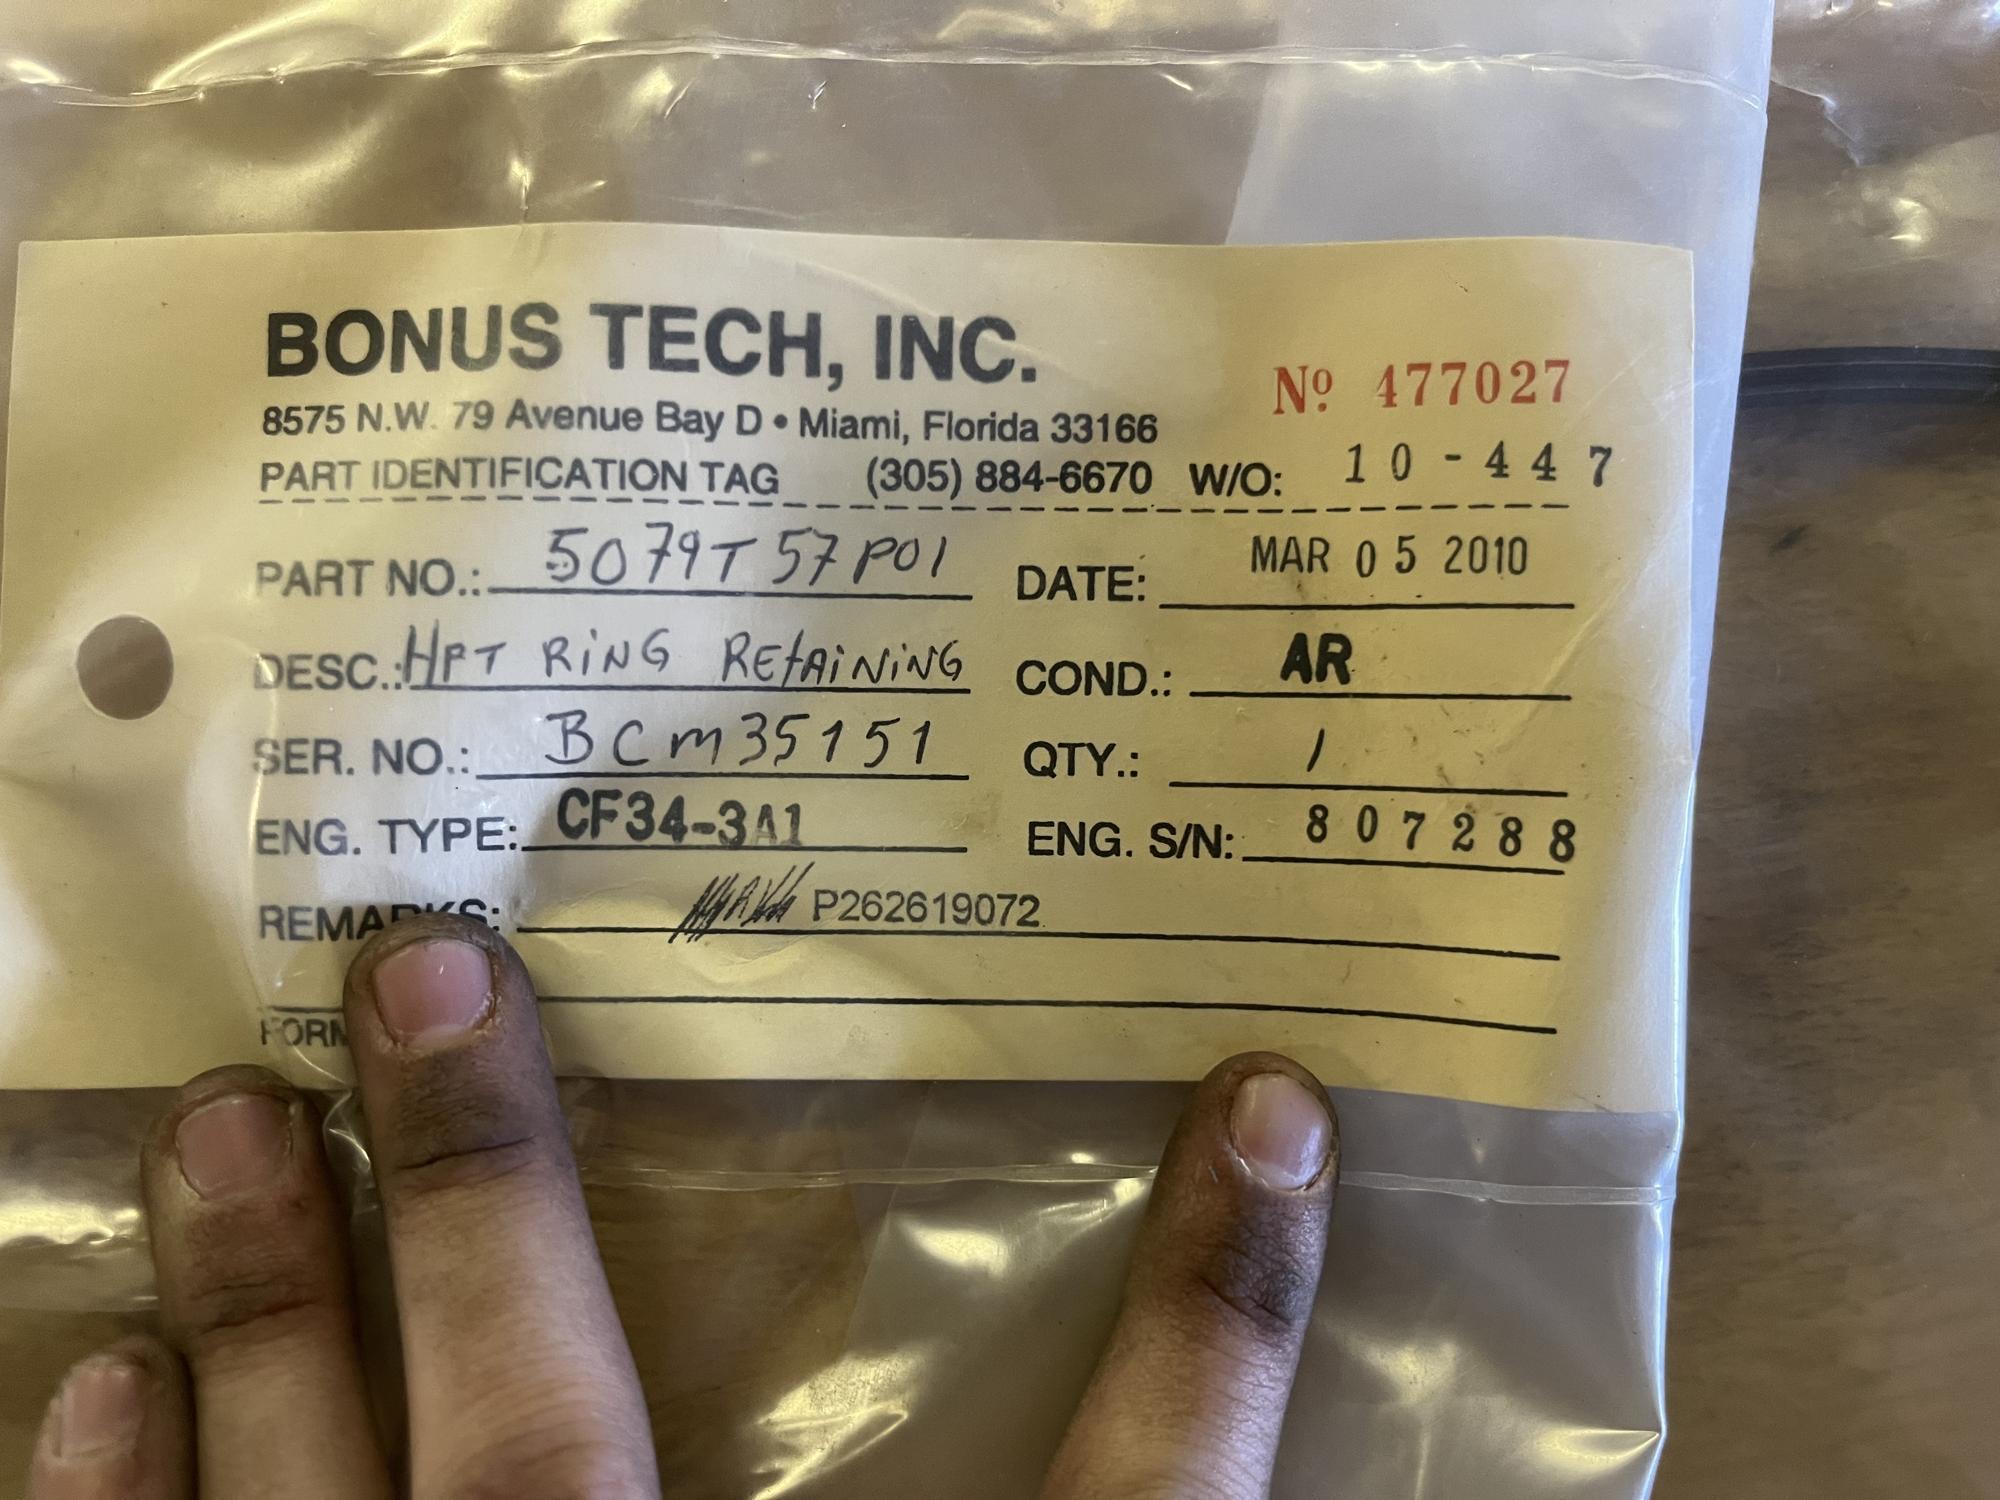 BONUS TECH, INC.
8575 N.W. 79 Avenue Bay D • Miami, Florida 33166
Nº 477027
PART IDENTIFICATION TAG (305) 884-6670 W/O: 10-447
PART NO.: 5079T57P01 DATE: MAR 05 2010
DESC.: HPT RiNG REtAiNiNG COND.: AR
SER. NO.: BCm35151 QTY.: 1
ENG. TYPE: CF34-3A1 ENG. S/N: 807288
REMARKS: P262619072
FORM